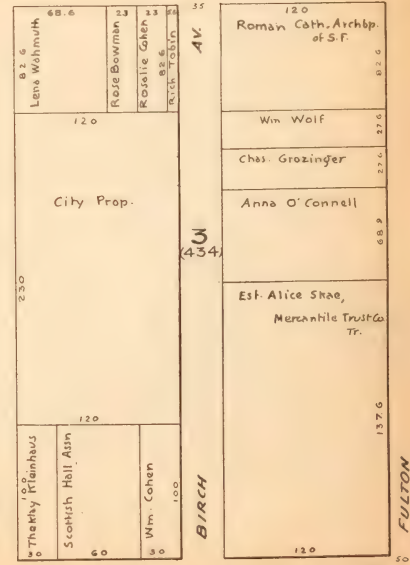 68.6
82 6
Lena Wahmuth
23
Rose Bowman
23
Rosalie Cohen
82 6
Rich Tobin
35
AV.
120
City Prop.
230
120
Thekley Kleinhaus
100
30
Scottish Hall Assn
60
Wm. Cohen
100
30
3
(434)
BIRCH
120
Roman Cath. Archbp.
of S.F.
82 6
Wm Wolf
27 6
Chas. Grozinger
27 6
Anna O'Connell
68.9
Est. Alice Skae,
Mercantile Trust Co.
Tr.
137.6
120
FULTON
50